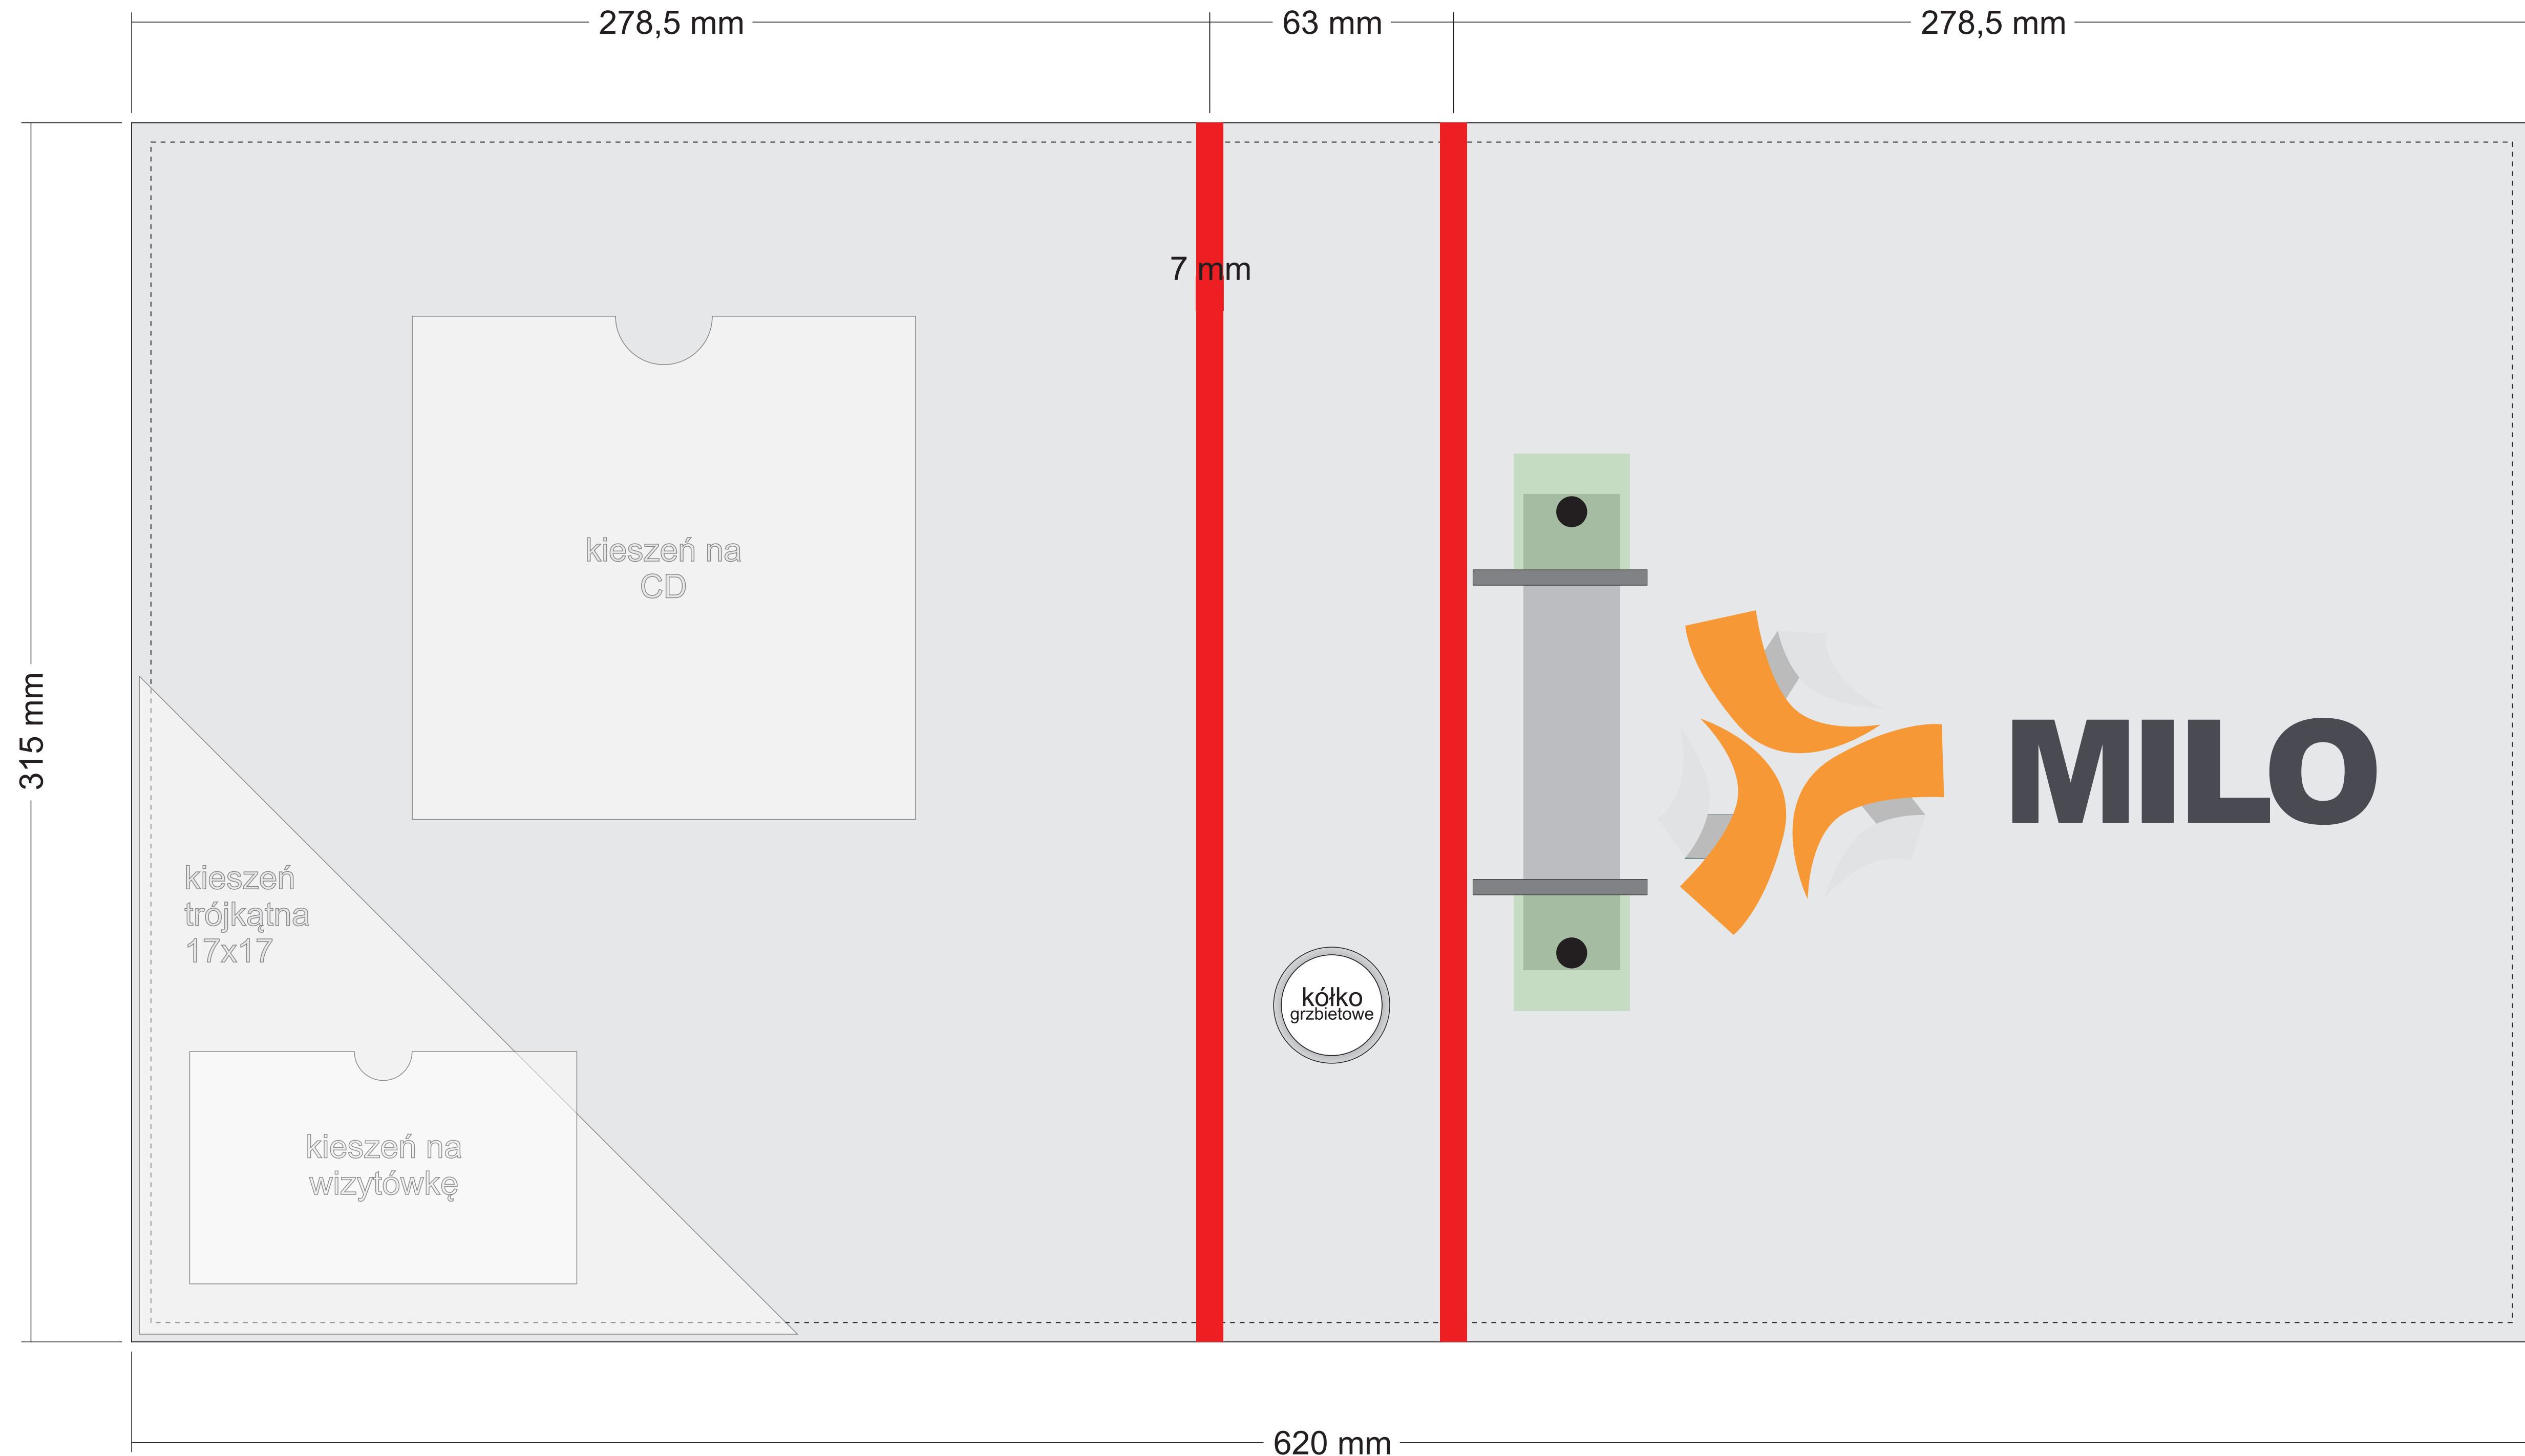 278,5 mm
63 mm
278,5 mm
7 mm
315 mm
kieszeń na
CD
MILO
kieszeń
trójkątna
17x17
kółko
grzbietowe
kieszeń na
wizytówkę
620 mm